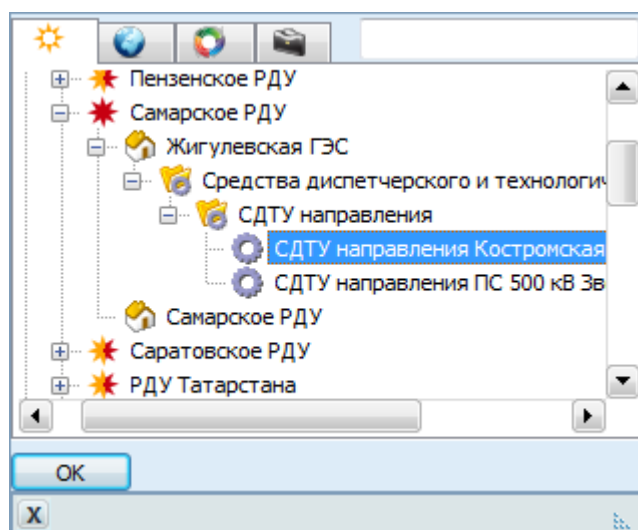 Пензенское РДУ
Самарское РДУ
Жигулевская ГЭС
Средства диспетчерского и технологич
СДТУ направления
СДТУ направления Костромская
СДТУ направления ПС 500 кВ Зв
Самарское РДУ
Саратовское РДУ
РДУ Татарстана
OK
X